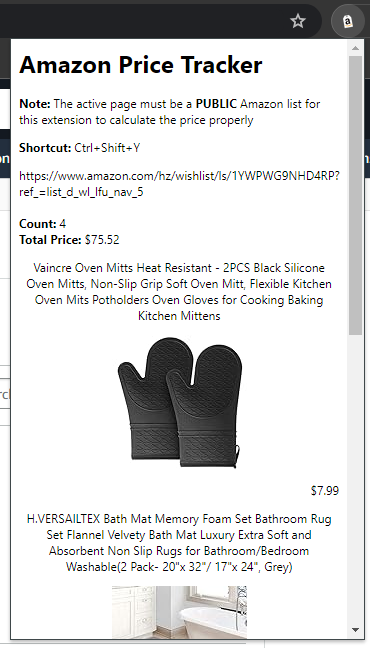 Amazon Price Tracker
Note: The active page must be a PUBLIC Amazon list for
this extension to calculate the price properly
Shortcut: Ctrl+Shift+Y
https://www.amazon.com/hz/wishlist/ls/1YWPWG9NHD4RP?
ref_=list_d_wl_lfu_nav_5
Count: 4
Total Price: $75.52
Vaincre Oven Mitts Heat Resistant - 2PCS Black Silicone
Oven Mitts, Non-Slip Grip Soft Oven Mitt, Flexible Kitchen
Oven Mits Potholders Oven Gloves for Cooking Baking
Kitchen Mittens
$7.99
H.VERSAILTEX Bath Mat Memory Foam Set Bathroom Rug
Set Flannel Velvety Bath Mat Luxury Extra Soft and
Absorbent Non Slip Rugs for Bathroom/Bedroom
Washable(2 Pack- 20"x 32"/ 17"x 24", Grey)